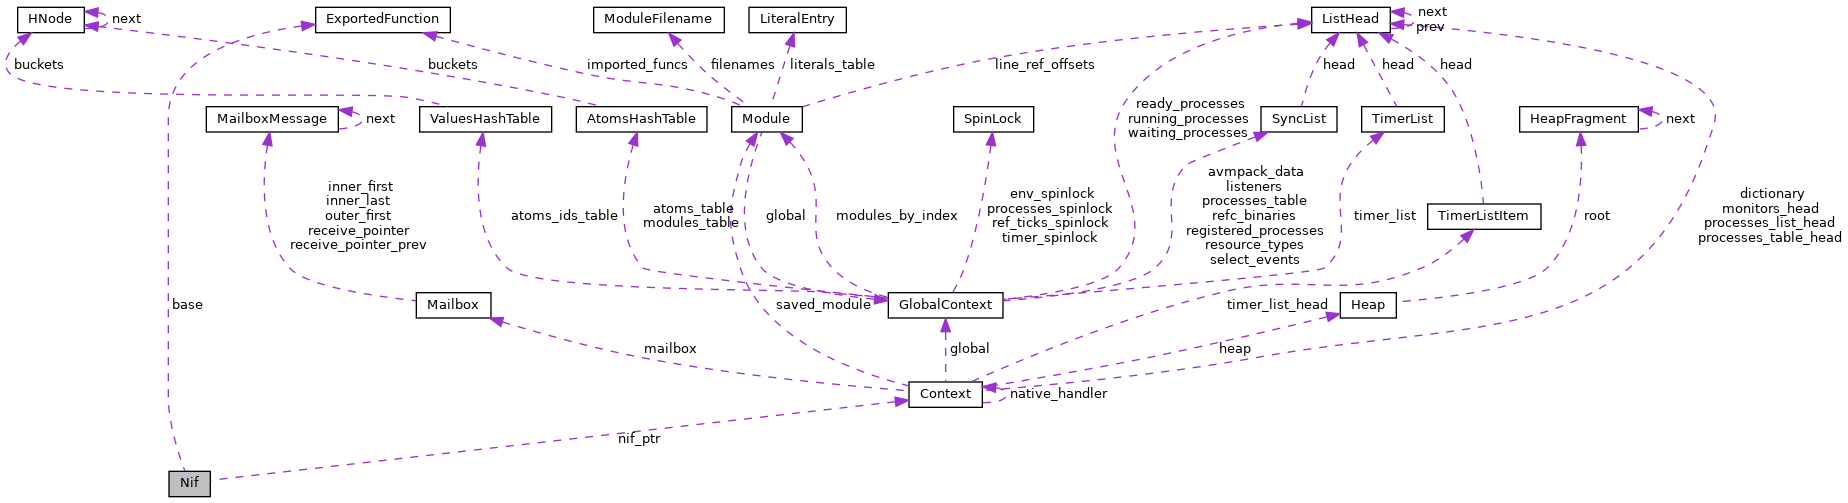 HNode
next
ExportedFunction
ModuleFilename
LiteralEntry
ListHead
next
prev
buckets
buckets
imported_funcs
filenames
literals_table
line_ref_offsets
head
head
head
MailboxMessage
next
ValuesHashTable
AtomsHashTable
Module
SpinLock
ready_processes
running_processes
waiting_processes
SyncList
TimerList
HeapFragment
next
inner_first
inner_last
outer_first
receive_pointer
receive_pointer_prev
atoms_ids_table
atoms_table
modules_table
global
modules_by_index
env_spinlock
processes_spinlock
ref_ticks_spinlock
timer_spinlock
avmpack_data
listeners
processes_table
refc_binaries
registered_processes
resource_types
select_events
timer_list
TimerListItem
root
dictionary
monitors_head
processes_list_head
processes_table_head
base
Mailbox
saved_module
GlobalContext
timer_list_head
Heap
mailbox
global
heap
Context
native_handler
nif_ptr
Nif